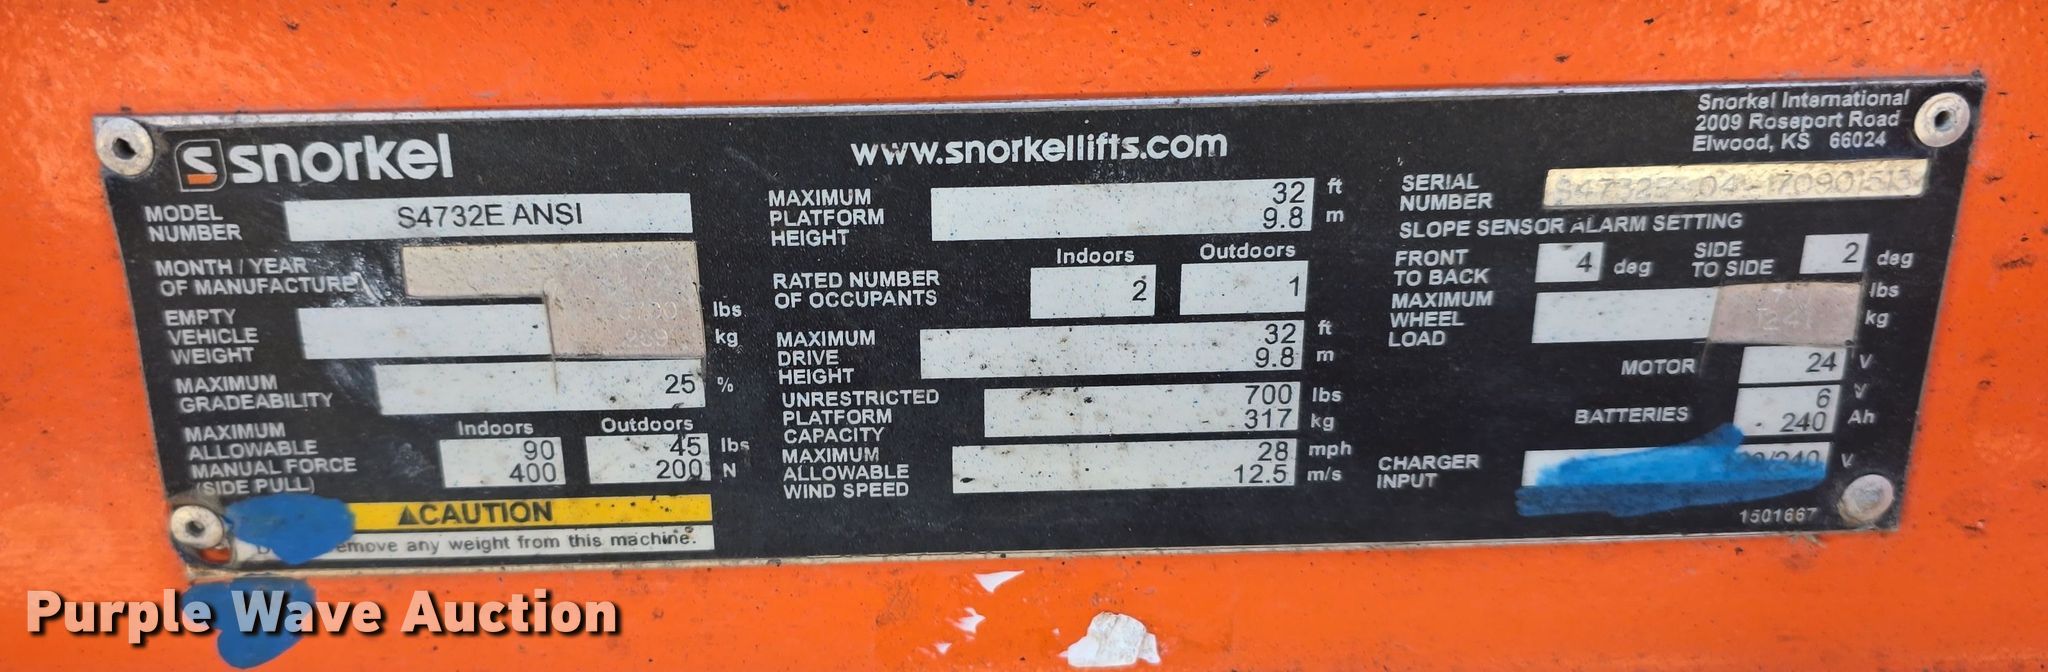 snorkel
www.snorkellifts.com
Snorkel International
2009 Roseport Road
Elwood, KS 66024
MODEL NUMBER S4732E ANSI
MONTH / YEAR OF MANUFACTURE
EMPTY VEHICLE WEIGHT lbs kg
MAXIMUM GRADEABILITY 25 %
Indoors Outdoors
MAXIMUM ALLOWABLE MANUAL FORCE (SIDE PULL)
90 45 lbs
400 200 N
CAUTION
remove any weight from this machine.
MAXIMUM PLATFORM HEIGHT
32 ft
9.8 m
Indoors Outdoors
RATED NUMBER OF OCCUPANTS 2 1
MAXIMUM DRIVE HEIGHT
32 ft
9.8 m
UNRESTRICTED PLATFORM CAPACITY
700 lbs
317 kg
MAXIMUM ALLOWABLE WIND SPEED
28 mph
12.5 m/s
SERIAL NUMBER
SLOPE SENSOR ALARM SETTING
FRONT TO BACK 4 deg
SIDE TO SIDE 2 deg
MAXIMUM WHEEL LOAD lbs kg
MOTOR 24 V
BATTERIES
6 V
240 Ah
CHARGER INPUT V
1501667
Purple Wave Auction